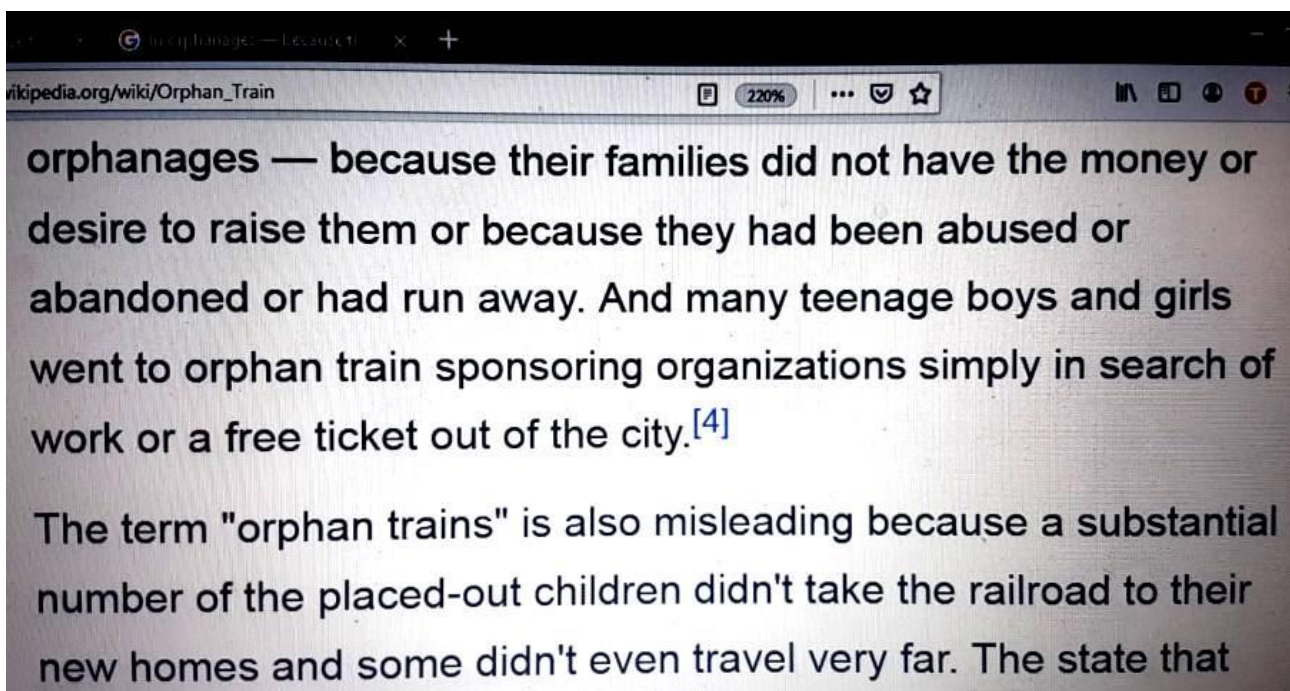 vikipedia.org/wiki/Orphan_Train 220%
orphanages — because their families did not have the money or
desire to raise them or because they had been abused or
abandoned or had run away. And many teenage boys and girls
went to orphan train sponsoring organizations simply in search of
work or a free ticket out of the city.[4]
The term "orphan trains" is also misleading because a substantial
number of the placed-out children didn't take the railroad to their
new homes and some didn't even travel very far. The state that